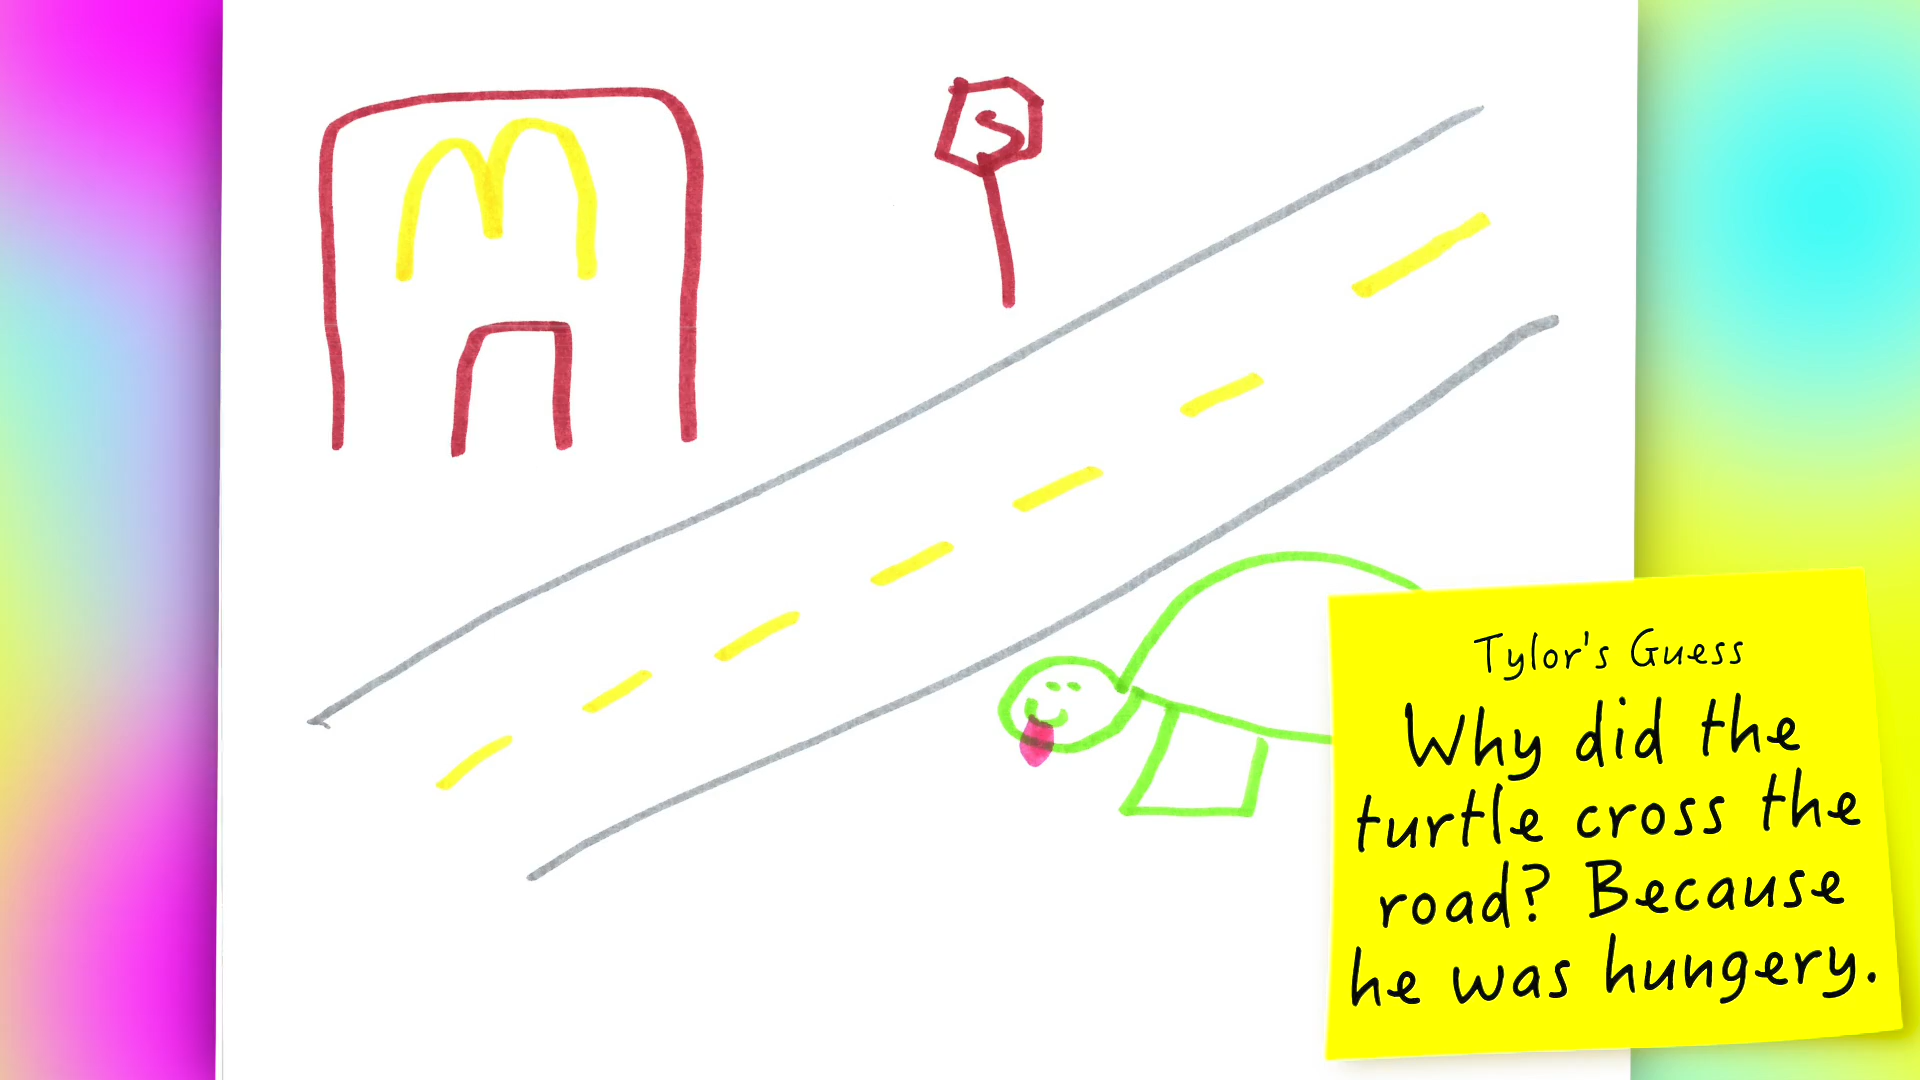 M
S
Tylor's Guess
Why did the
turtle cross the
road? Because
he was hungery.